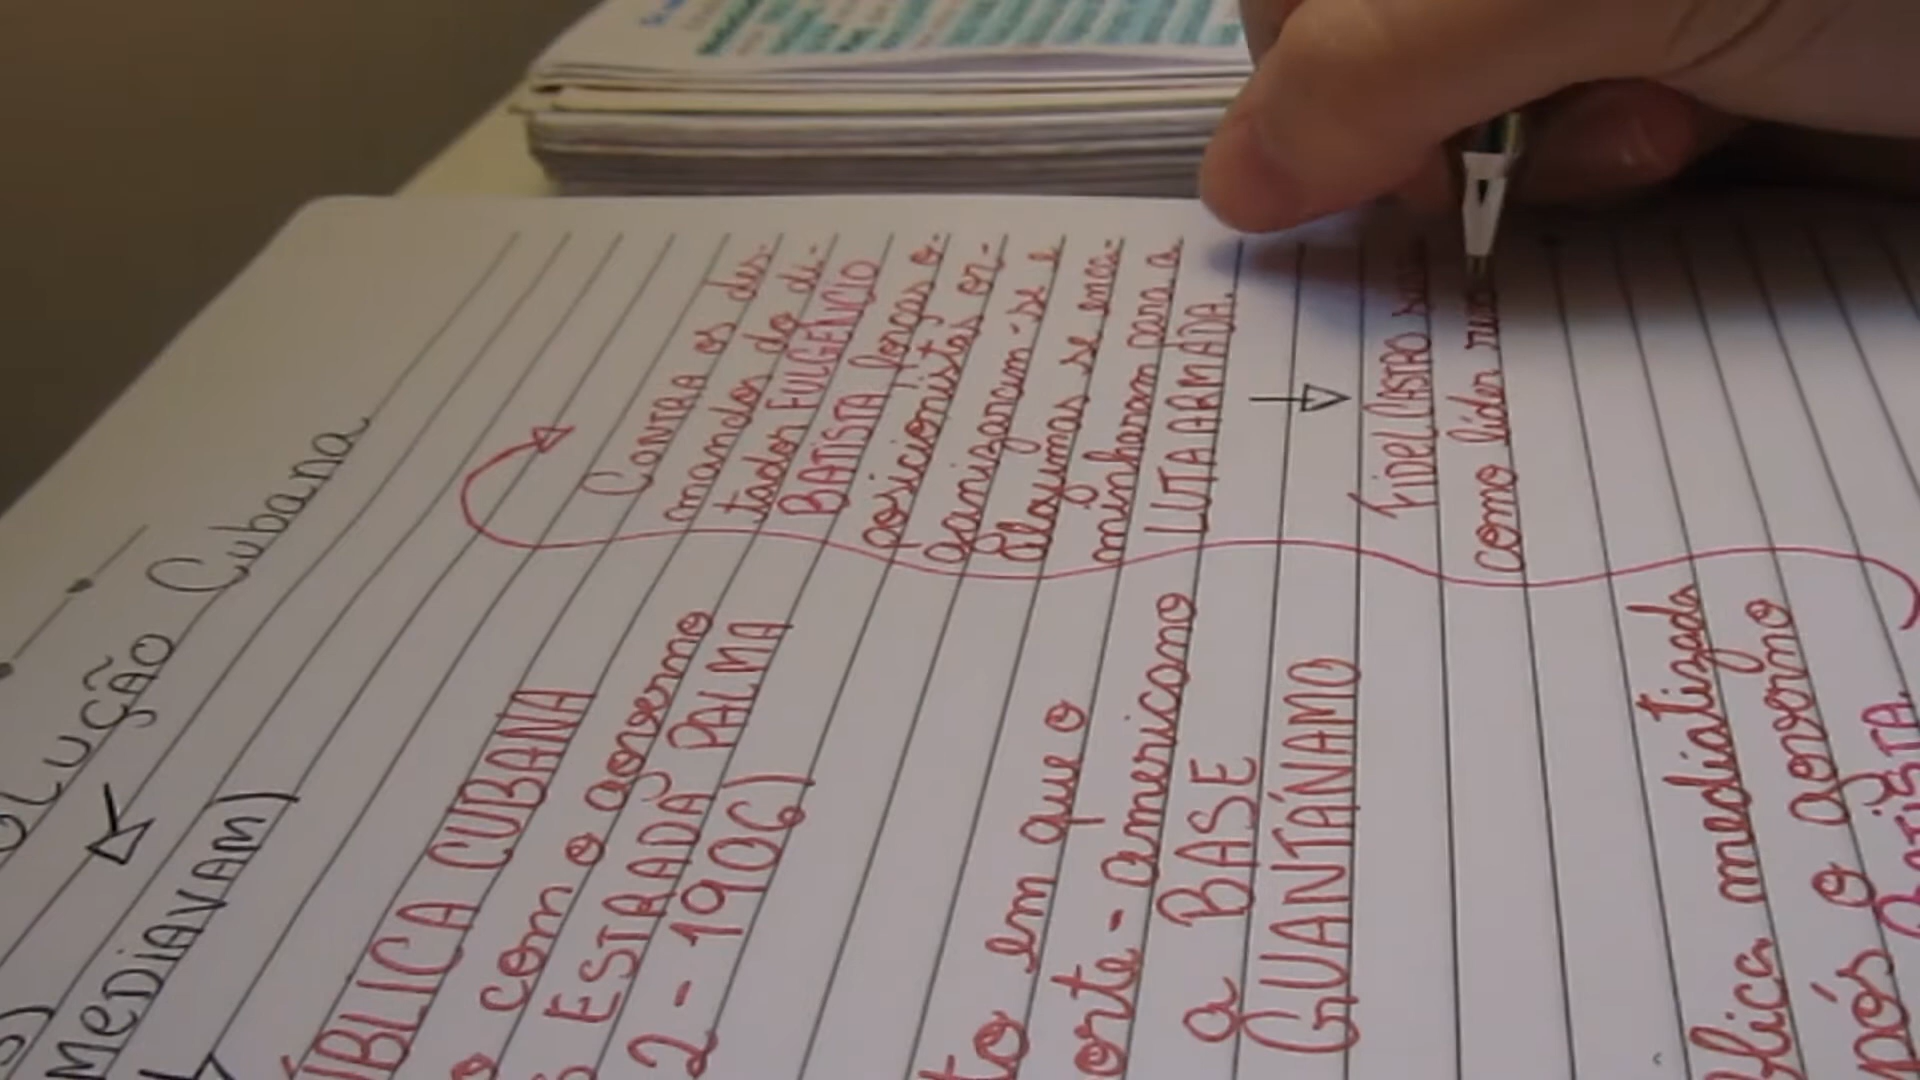 Revolução Cubana
MEDIAVAM)
CUBANA
com o governo
ESTRADA PALMA
2-1906)
em que o
orte-americano
a BASE
GUANTÁNAMO
mediatizada
pós o governo
BATISTA
CONTRA os des-
mandos do di-
tador FULGÊNCIO
BATISTA forças o-
posicionistas or-
ganizaram-se e
algumas se enca-
minharam para a
LUTA ARMADA.
FIDEL CASTRO
como líder